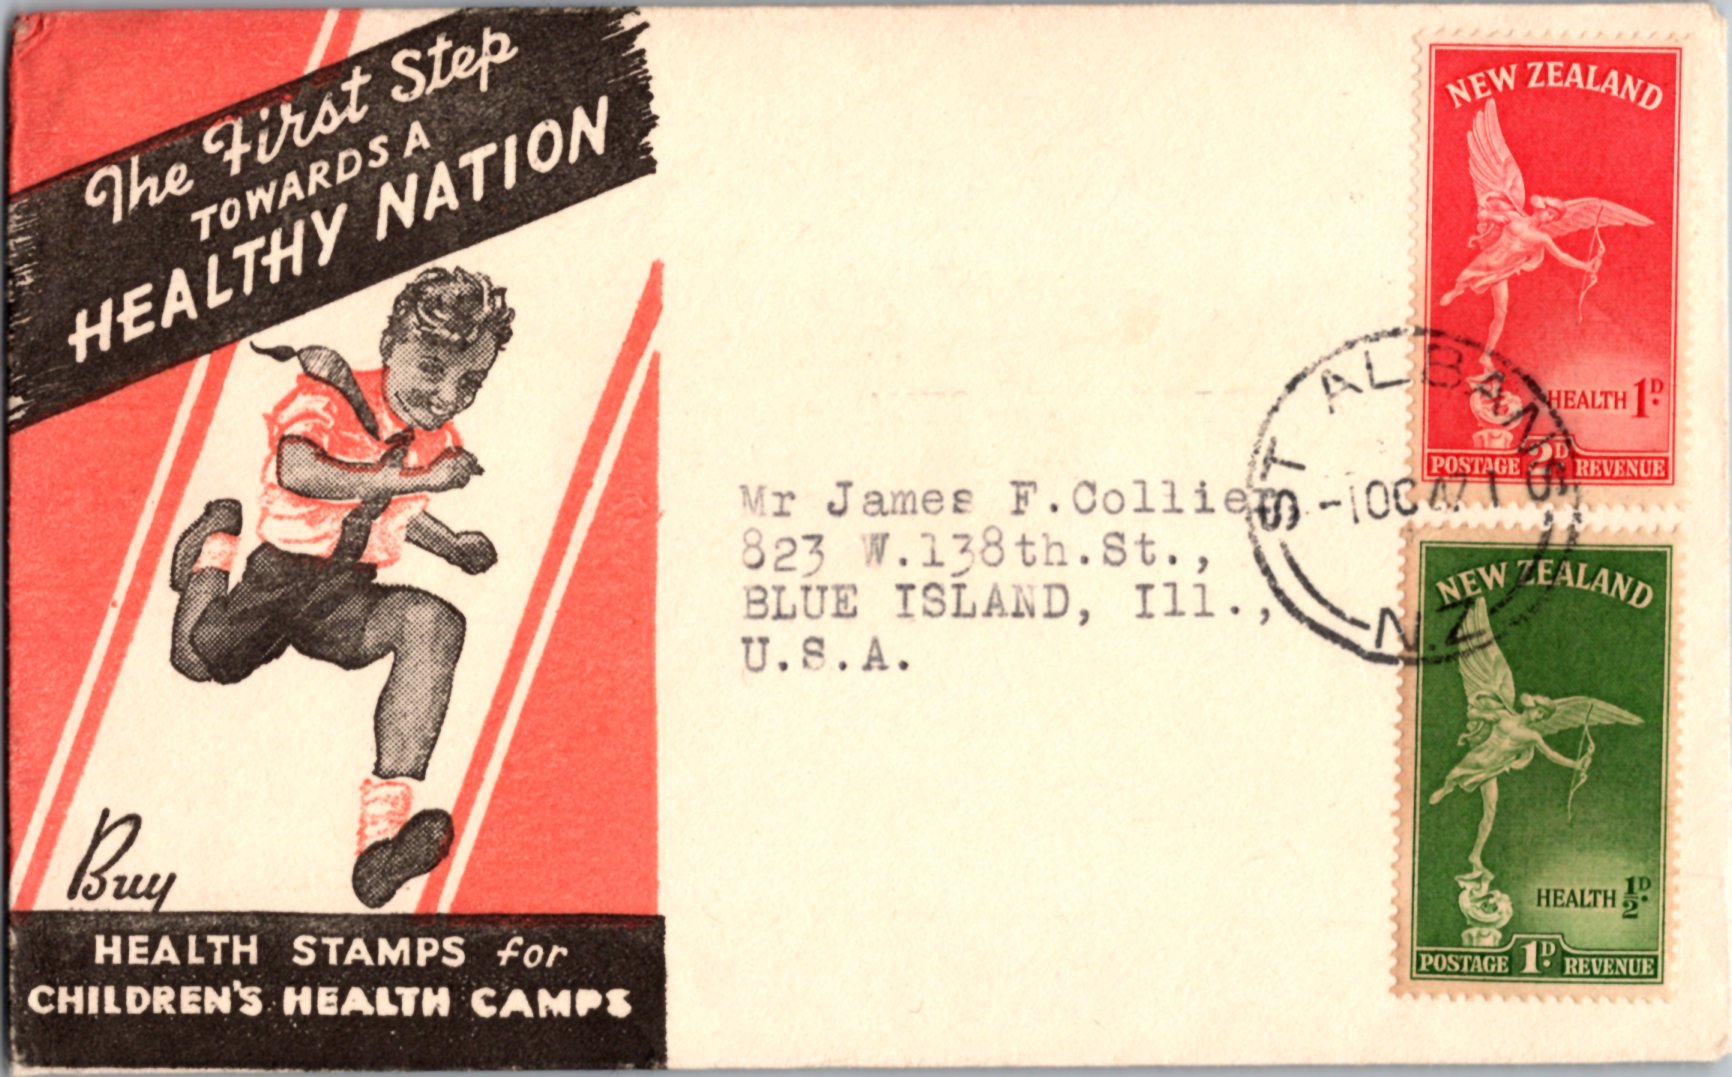 The First Step
TOWARDS A
HEALTHY NATION
Buy
HEALTH STAMPS for
CHILDREN'S HEALTH CAMPS
Mr James F.Collier
823 W.138th.St.,
BLUE ISLAND, Ill.,
U.S.A.
NEW ZEALAND
HEALTH 1D.
POSTAGE 2D. REVENUE
ST ALBANS
-1OC
N.Z
NEW ZEALAND
HEALTH ½D.
POSTAGE 1D. REVENUE